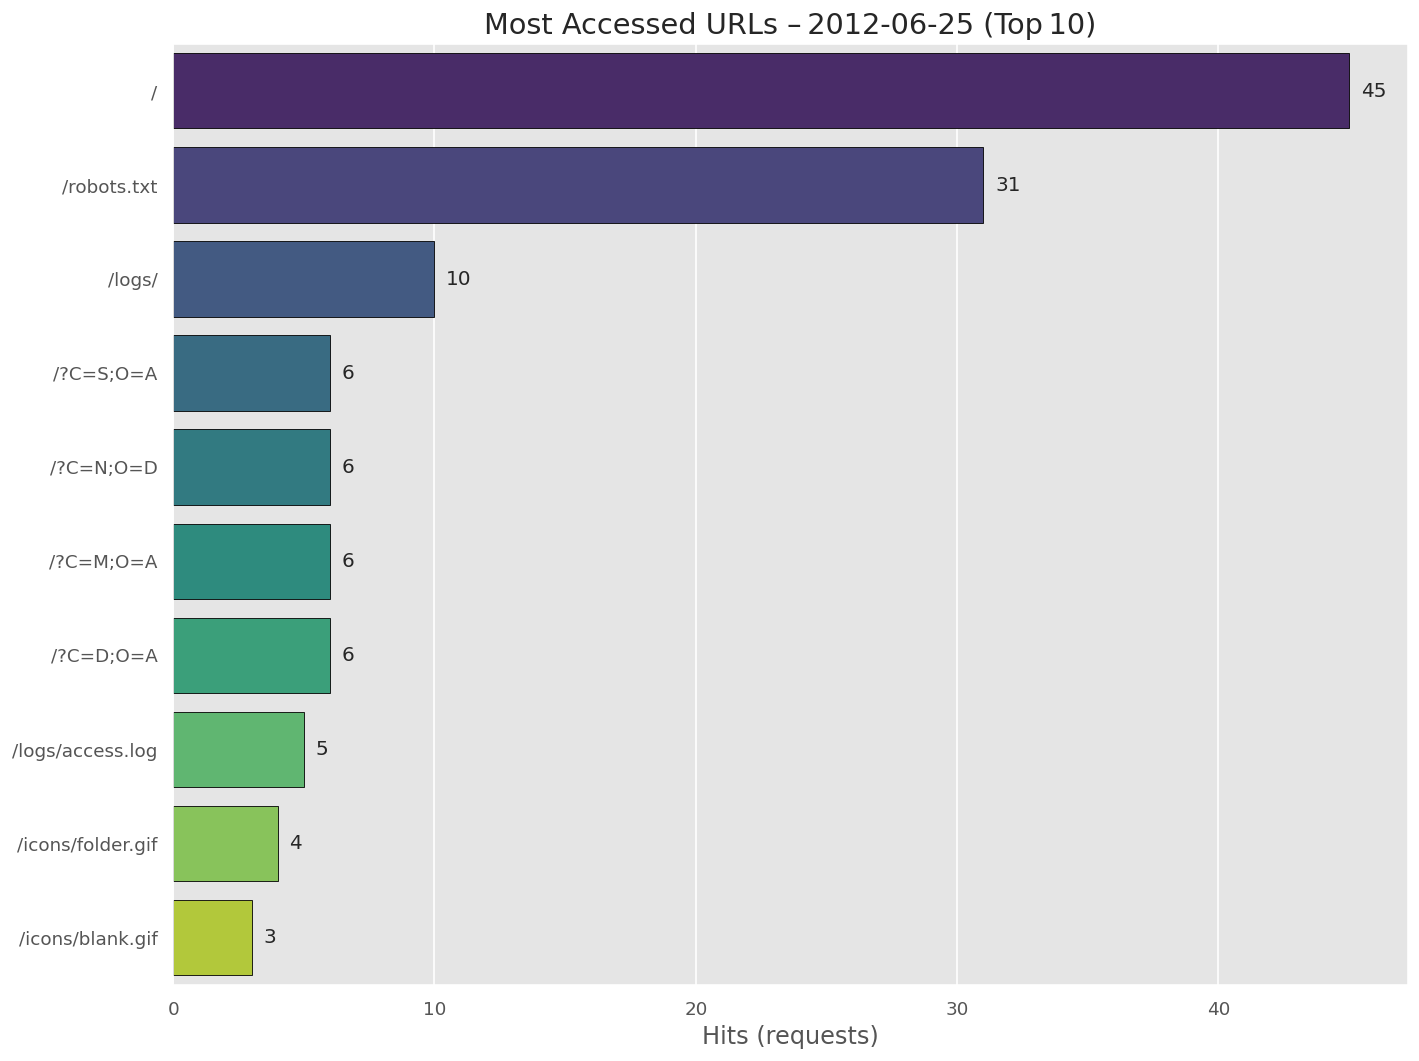 Most Accessed URLs – 2012-06-25 (Top 10)
/ 45
/robots.txt 31
/logs/ 10
/?C=S;O=A 6
/?C=N;O=D 6
/?C=M;O=A 6
/?C=D;O=A 6
/logs/access.log 5
/icons/folder.gif 4
/icons/blank.gif 3
0 10 20 30 40
Hits (requests)